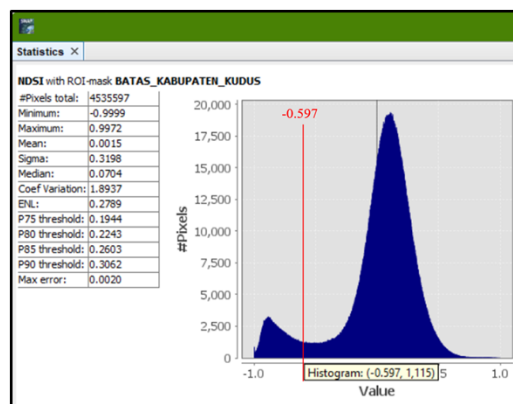 Statistics ×
NDSI with ROI-mask BATAS_KABUPATEN_KUDUS
#Pixels total: 4535597
Minimum: -0.9999
Maximum: 0.9972
Mean: 0.0015
Sigma: 0.3198
Median: 0.0704
Coef Variation: 1.8937
ENL: 0.2789
P75 threshold: 0.1944
P80 threshold: 0.2243
P85 threshold: 0.2603
P90 threshold: 0.3062
Max error: 0.0020
-0.597
20,000
17,500
15,000
12,500
10,000
7,500
5,000
2,500
0
#Pixels
-1.0
Histogram: (-0.597, 1,115)
5
1.0
Value